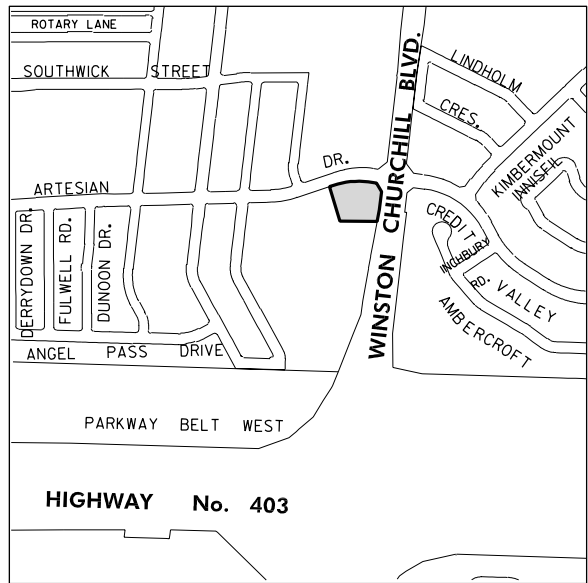 ROTARY LANE
SOUTHWICK STREET
LINDHOLM
CRES.
DR.
ARTESIAN
KIMBERMOUNT
INNISFIL
WINSTON CHURCHILL BLVD.
CREDIT VALLEY
INCHBURY
RD.
AMBERCROFT
DERRYDOWN DR.
FULWELL RD.
DUNOON DR.
ANGEL PASS DRIVE
PARKWAY BELT WEST
HIGHWAY No. 403